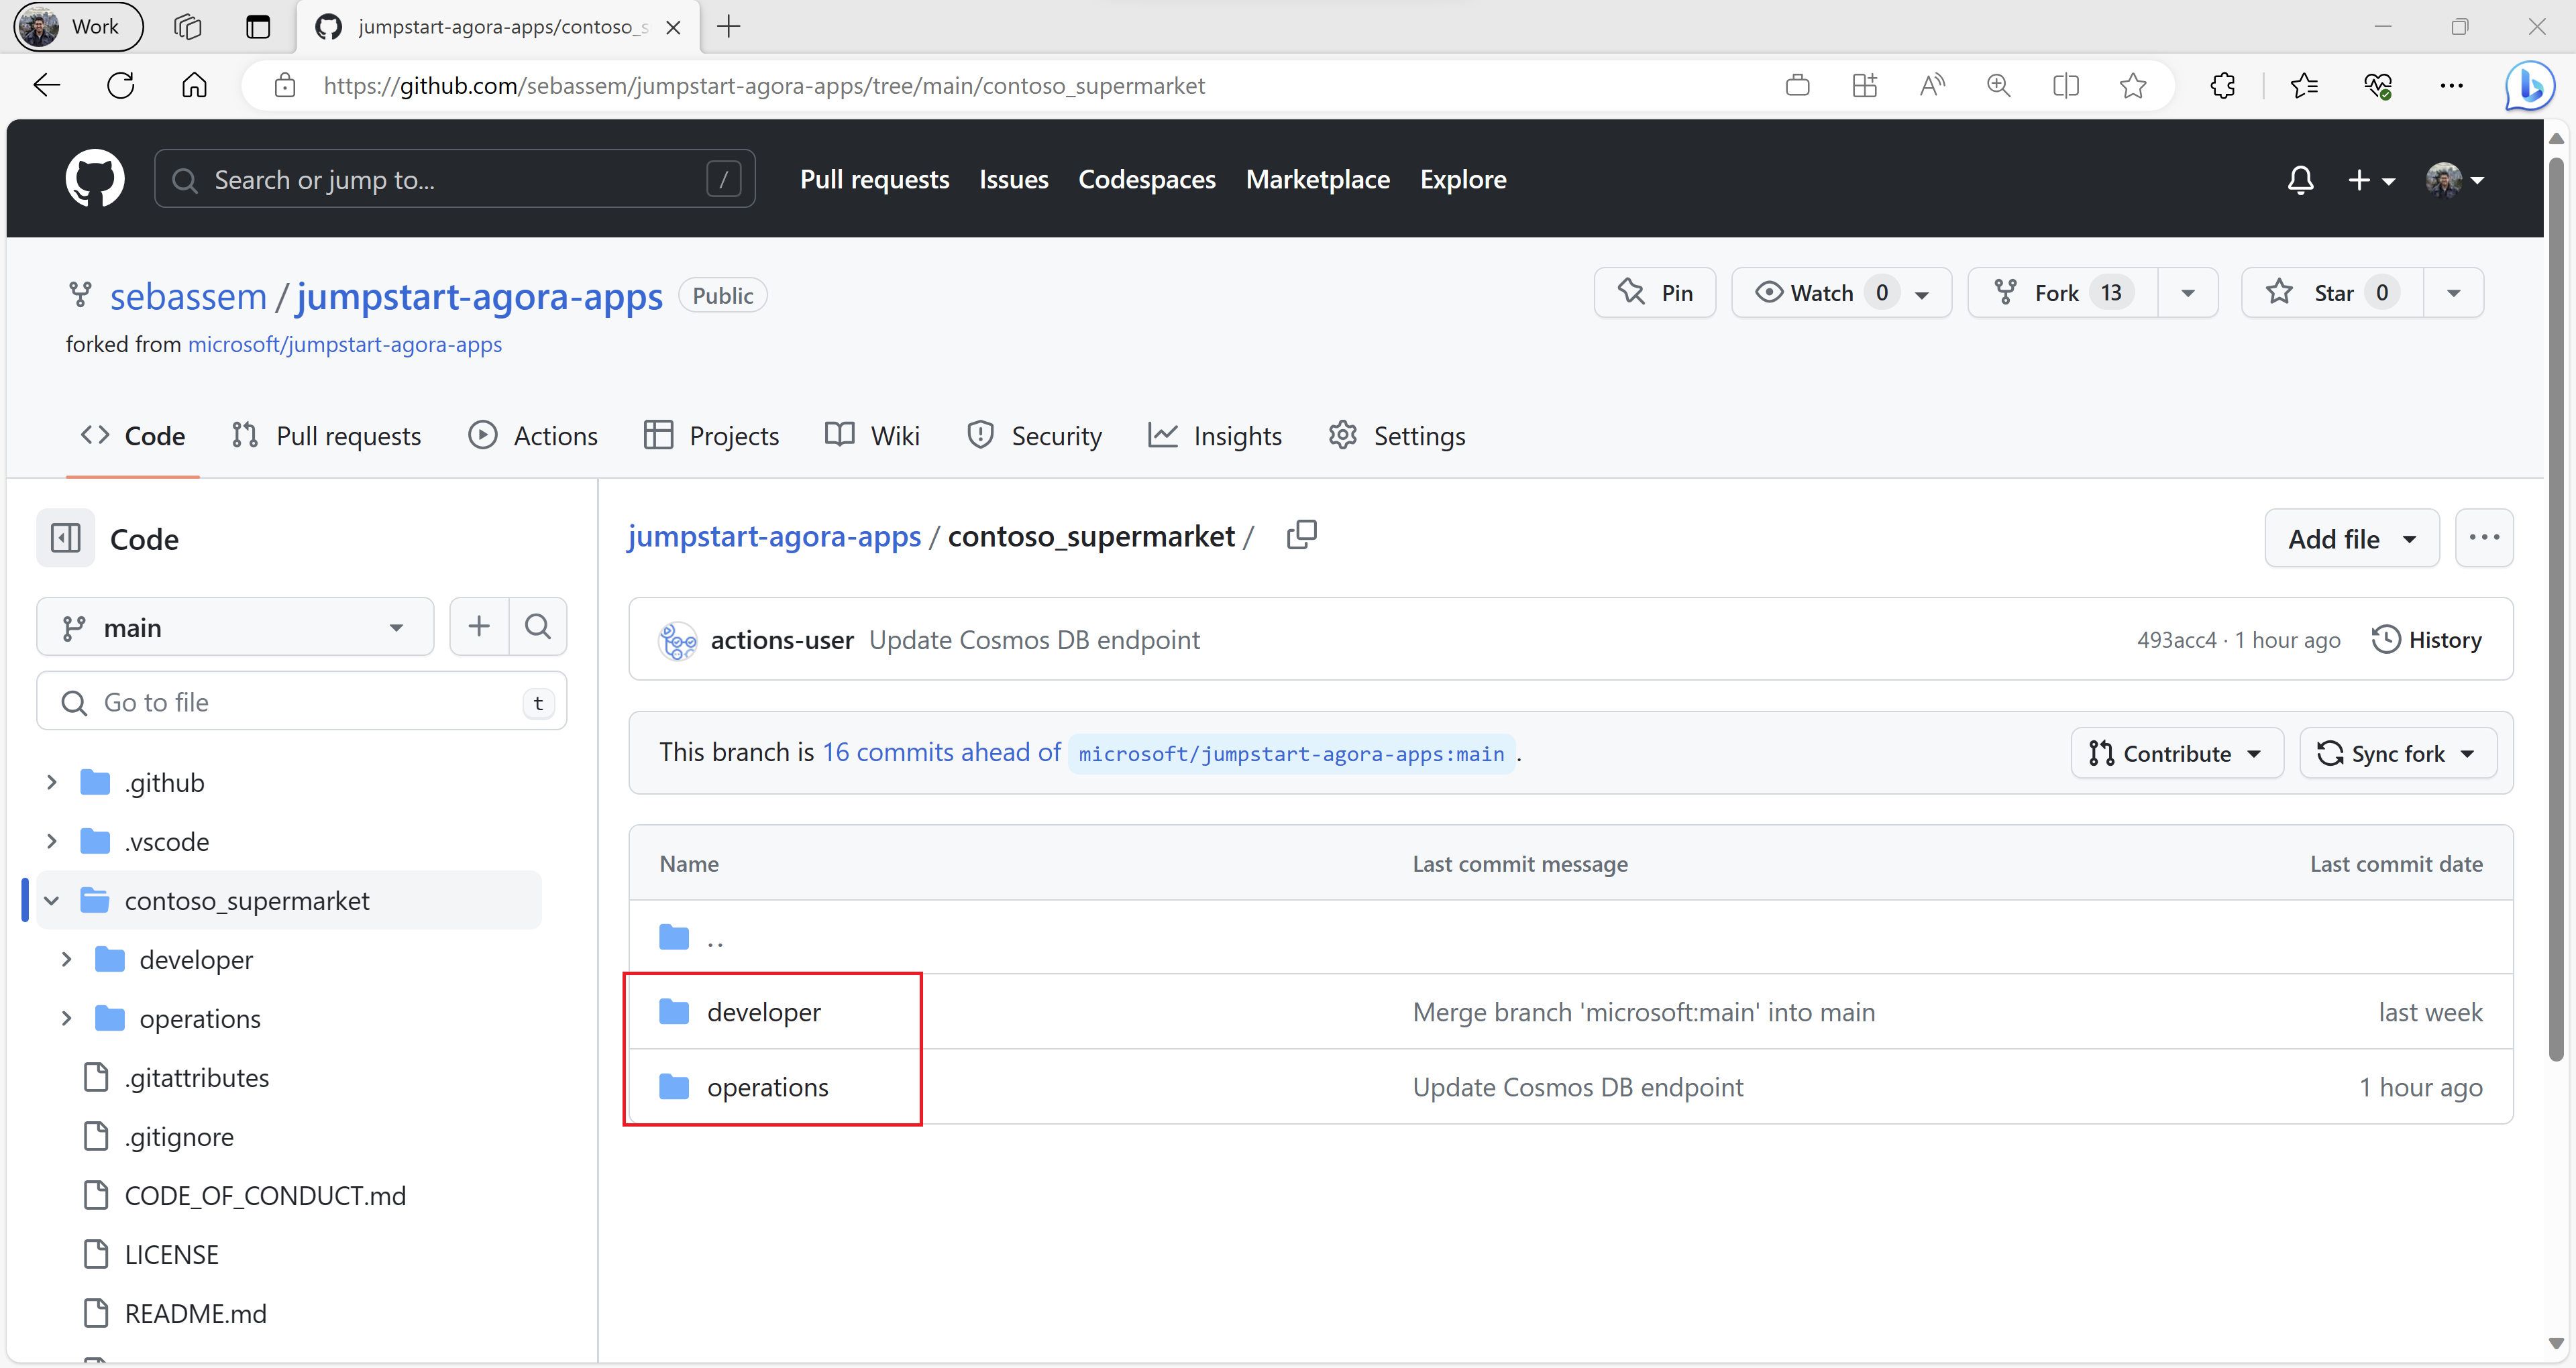 Work
jumpstart-agora-apps/contoso_s
https://github.com/sebassem/jumpstart-agora-apps/tree/main/contoso_supermarket
Search or jump to...
/
Pull requests
Issues
Codespaces
Marketplace
Explore
sebassem / jumpstart-agora-apps
Public
Pin
Watch 0
Fork 13
Star 0
forked from microsoft/jumpstart-agora-apps
Code
Pull requests
Actions
Projects
Wiki
Security
Insights
Settings
Code
main
Go to file
t
.github
.vscode
contoso_supermarket
developer
operations
.gitattributes
.gitignore
CODE_OF_CONDUCT.md
LICENSE
README.md
jumpstart-agora-apps / contoso_supermarket /
Add file
actions-user Update Cosmos DB endpoint
493acc4 · 1 hour ago
History
This branch is 16 commits ahead of microsoft/jumpstart-agora-apps:main .
Contribute
Sync fork
Name
Last commit message
Last commit date
..
developer
Merge branch 'microsoft:main' into main
last week
operations
Update Cosmos DB endpoint
1 hour ago